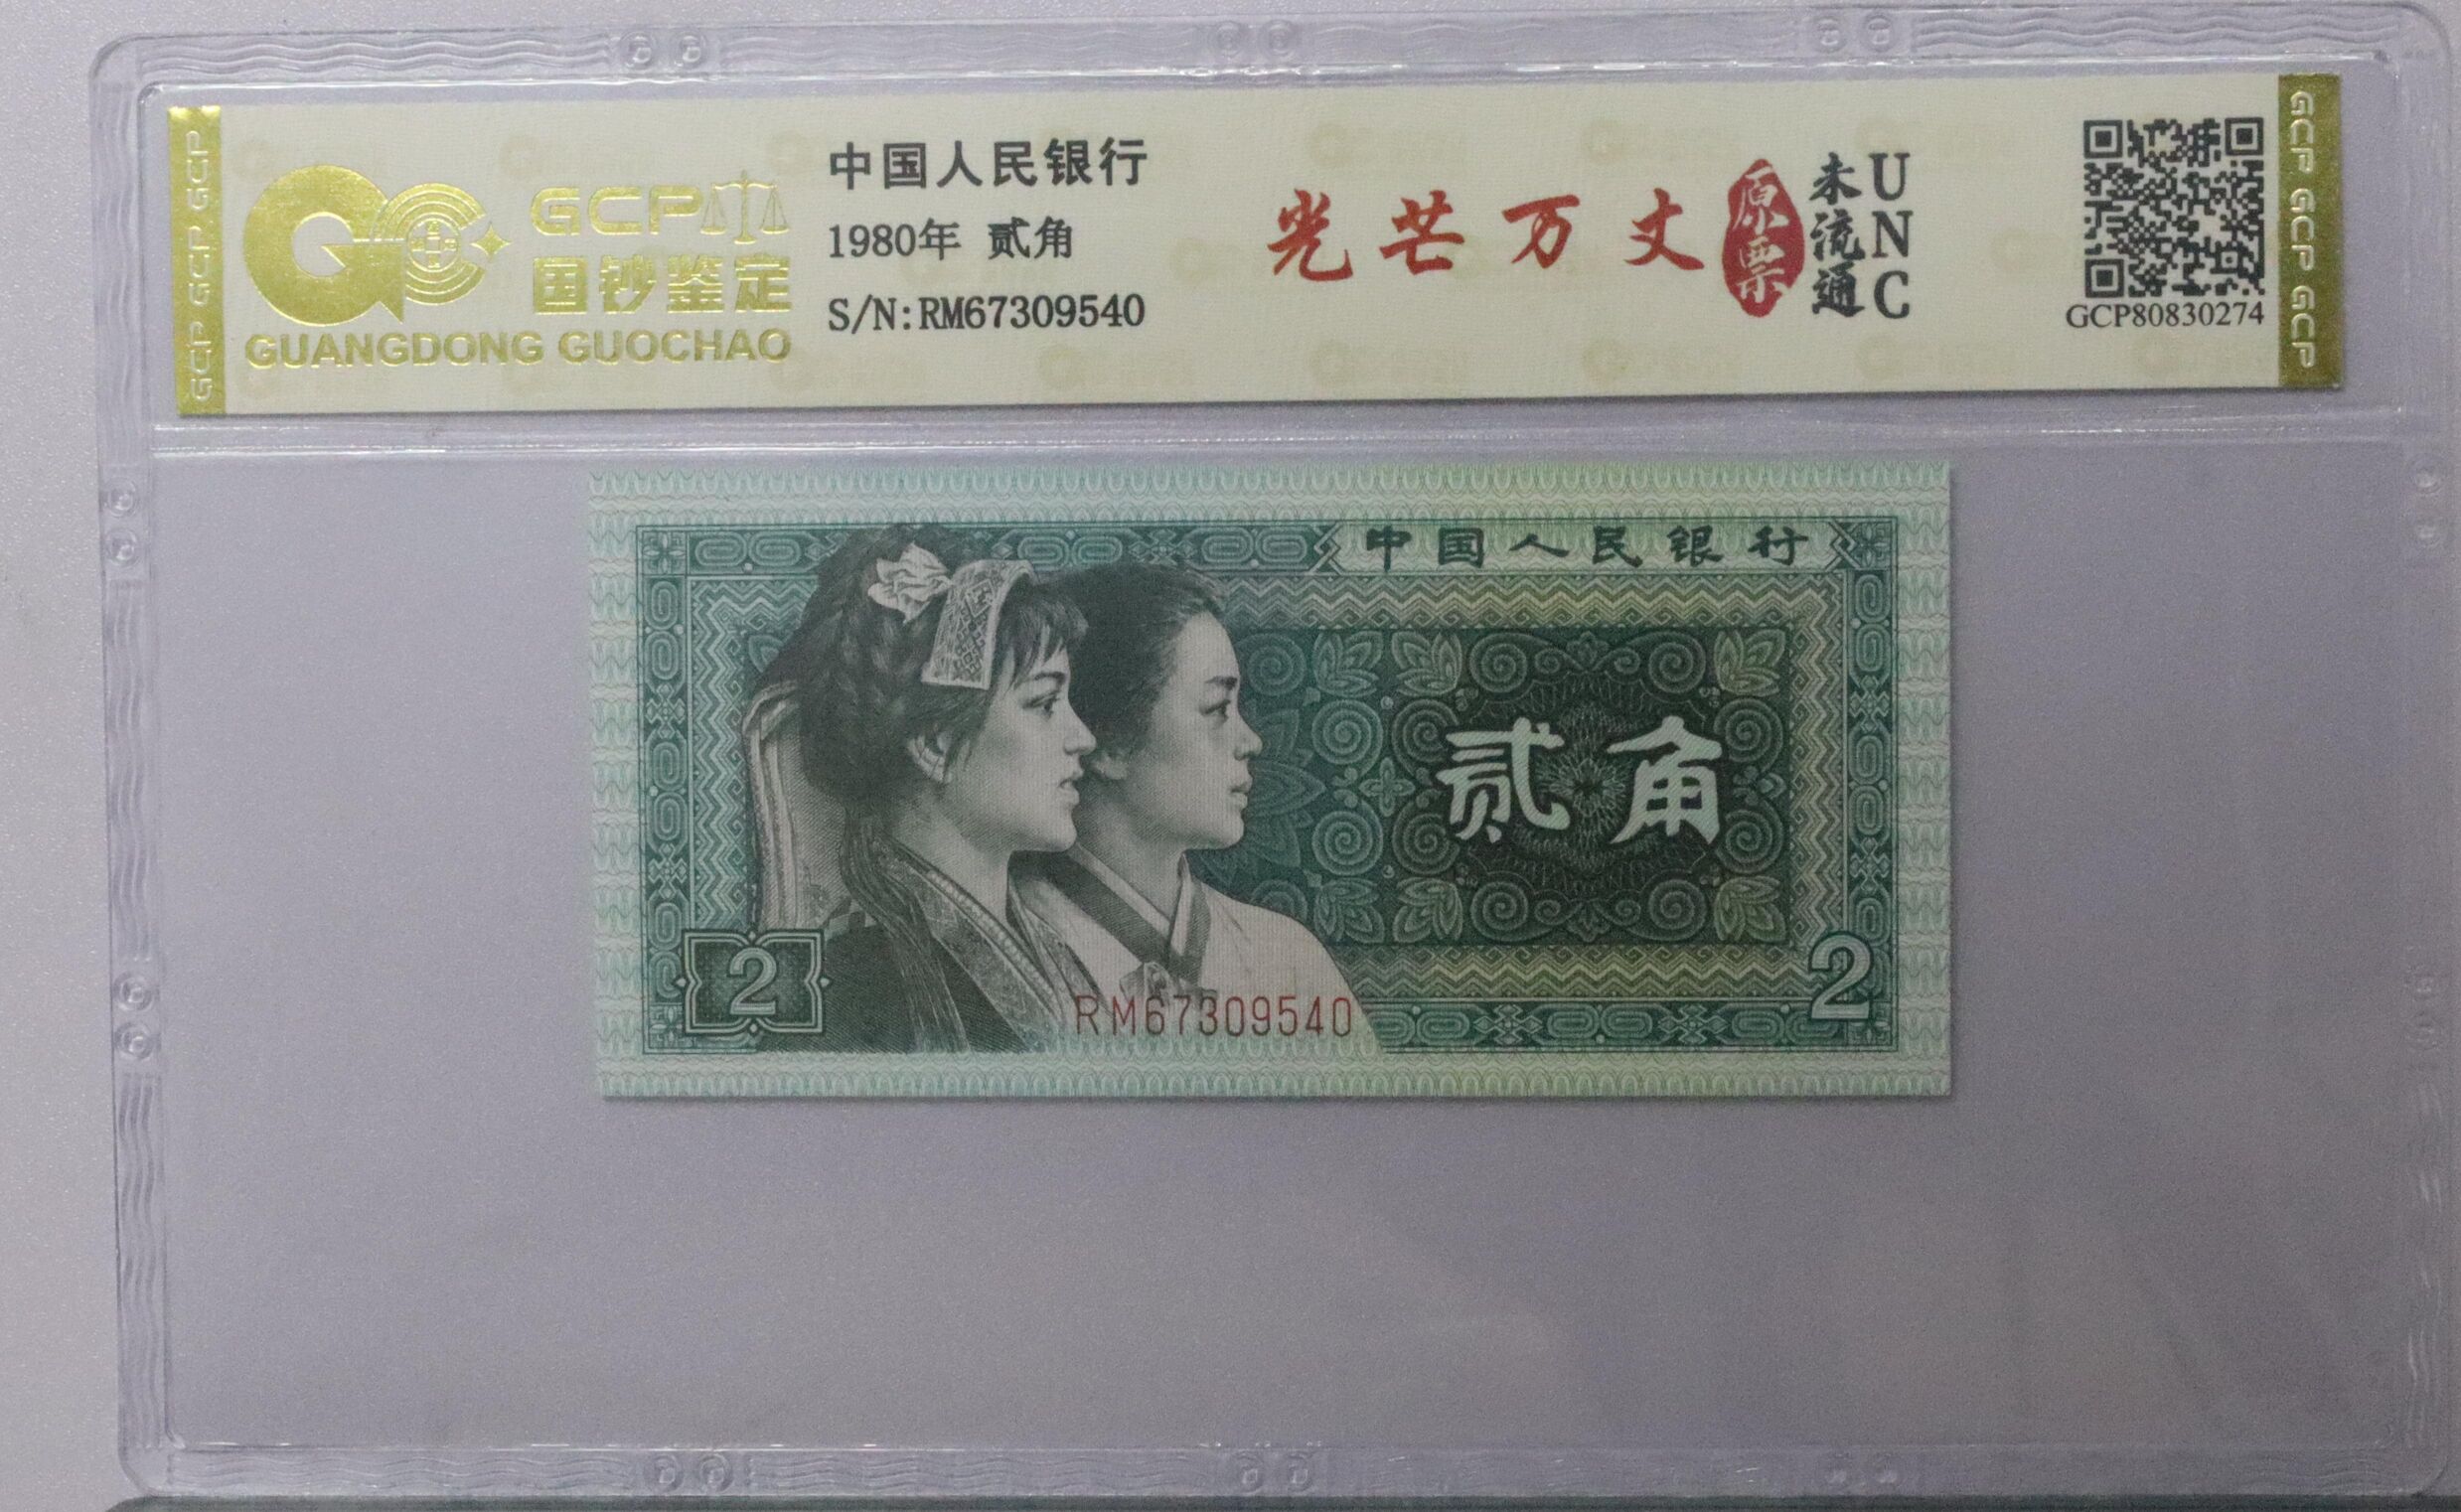 GCP GCP GCP
GCP
国钞鉴定
GUANGDONG GUOCHAO
中国人民银行
1980年 贰角
S/N:RM67309540
光芒万丈
原票
未流通
UNC
GCP80830274
GCP GCP GCP
中国人民银行
贰角
2
RM67309540
2